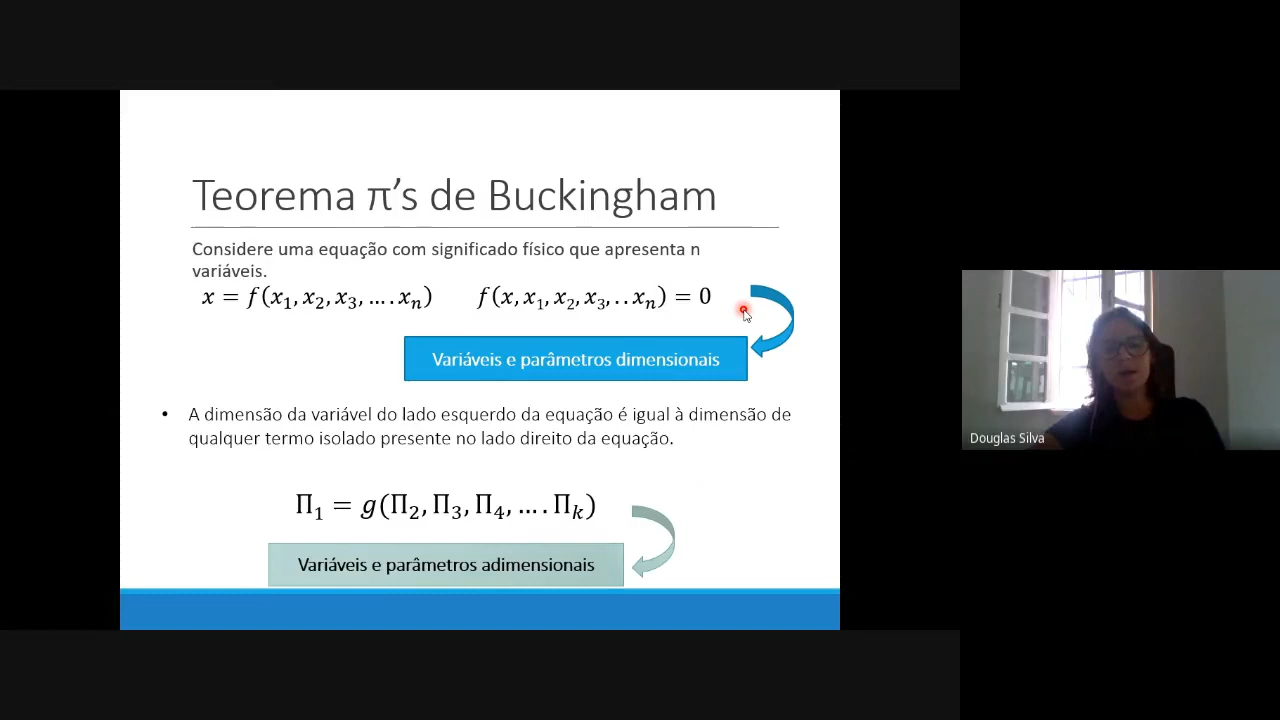 Teorema π’s de Buckingham
Considere uma equação com significado físico que apresenta n
variáveis.
x = f(x₁, x₂, x₃, … . xₙ) f(x, x₁, x₂, x₃, . . xₙ) = 0
Variáveis e parâmetros dimensionais
• A dimensão da variável do lado esquerdo da equação é igual à dimensão de
qualquer termo isolado presente no lado direito da equação.
Π₁ = g(Π₂, Π₃, Π₄, … . Πₖ)
Variáveis e parâmetros adimensionais
Douglas Silva